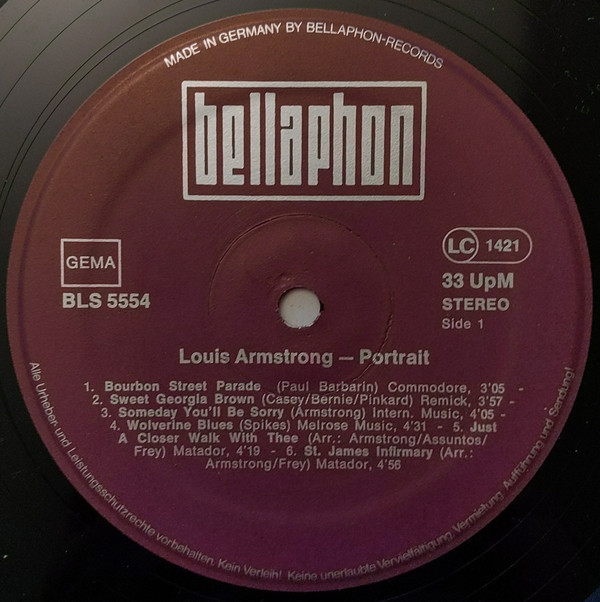 MADE IN GERMANY BY BELLAPHON-RECORDS
bellaphon
GEMA
LC 1421
BLS 5554
33 UpM
STEREO
Side 1
Louis Armstrong — Portrait
1. Bourbon Street Parade (Paul Barbarin) Commodore, 3'05 -
2. Sweet Georgia Brown (Casey/Bernie/Pinkard) Remick, 3'57 -
3. Someday You'll Be Sorry (Armstrong) Intern. Music, 4'05 -
4. Wolverine Blues (Spikes) Melrose Music, 4'31 - 5. Just
A Closer Walk With Thee (Arr.: Armstrong/Assuntos/
Frey) Matador, 4'19 - 6. St. James Infirmary (Arr.:
Armstrong/Frey) Matador, 4'56
Alle Urheber- und Leistungsschutzrechte vorbehalten. Kein Verleih! Keine unerlaubte Vervielfältigung, Vermietung, Aufführung und Sendung!